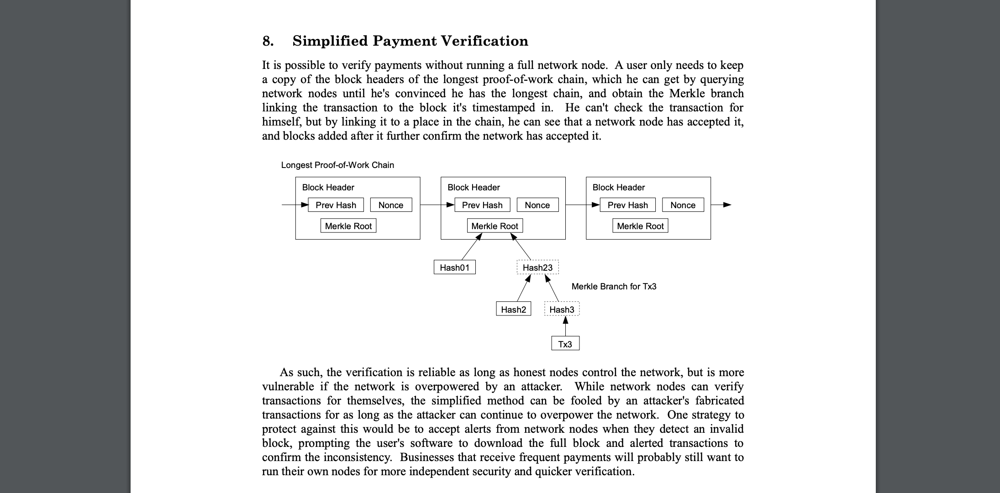 8. Simplified Payment Verification
It is possible to verify payments without running a full network node. A user only needs to keep
a copy of the block headers of the longest proof-of-work chain, which he can get by querying
network nodes until he's convinced he has the longest chain, and obtain the Merkle branch
linking the transaction to the block it's timestamped in. He can't check the transaction for
himself, but by linking it to a place in the chain, he can see that a network node has accepted it,
and blocks added after it further confirm the network has accepted it.
Longest Proof-of-Work Chain
Block Header Block Header Block Header
Prev Hash Nonce Prev Hash Nonce Prev Hash Nonce
Merkle Root Merkle Root Merkle Root
Hash01 Hash23
Merkle Branch for Tx3
Hash2 Hash3
Tx3
As such, the verification is reliable as long as honest nodes control the network, but is more
vulnerable if the network is overpowered by an attacker. While network nodes can verify
transactions for themselves, the simplified method can be fooled by an attacker's fabricated
transactions for as long as the attacker can continue to overpower the network. One strategy to
protect against this would be to accept alerts from network nodes when they detect an invalid
block, prompting the user's software to download the full block and alerted transactions to
confirm the inconsistency. Businesses that receive frequent payments will probably still want to
run their own nodes for more independent security and quicker verification.